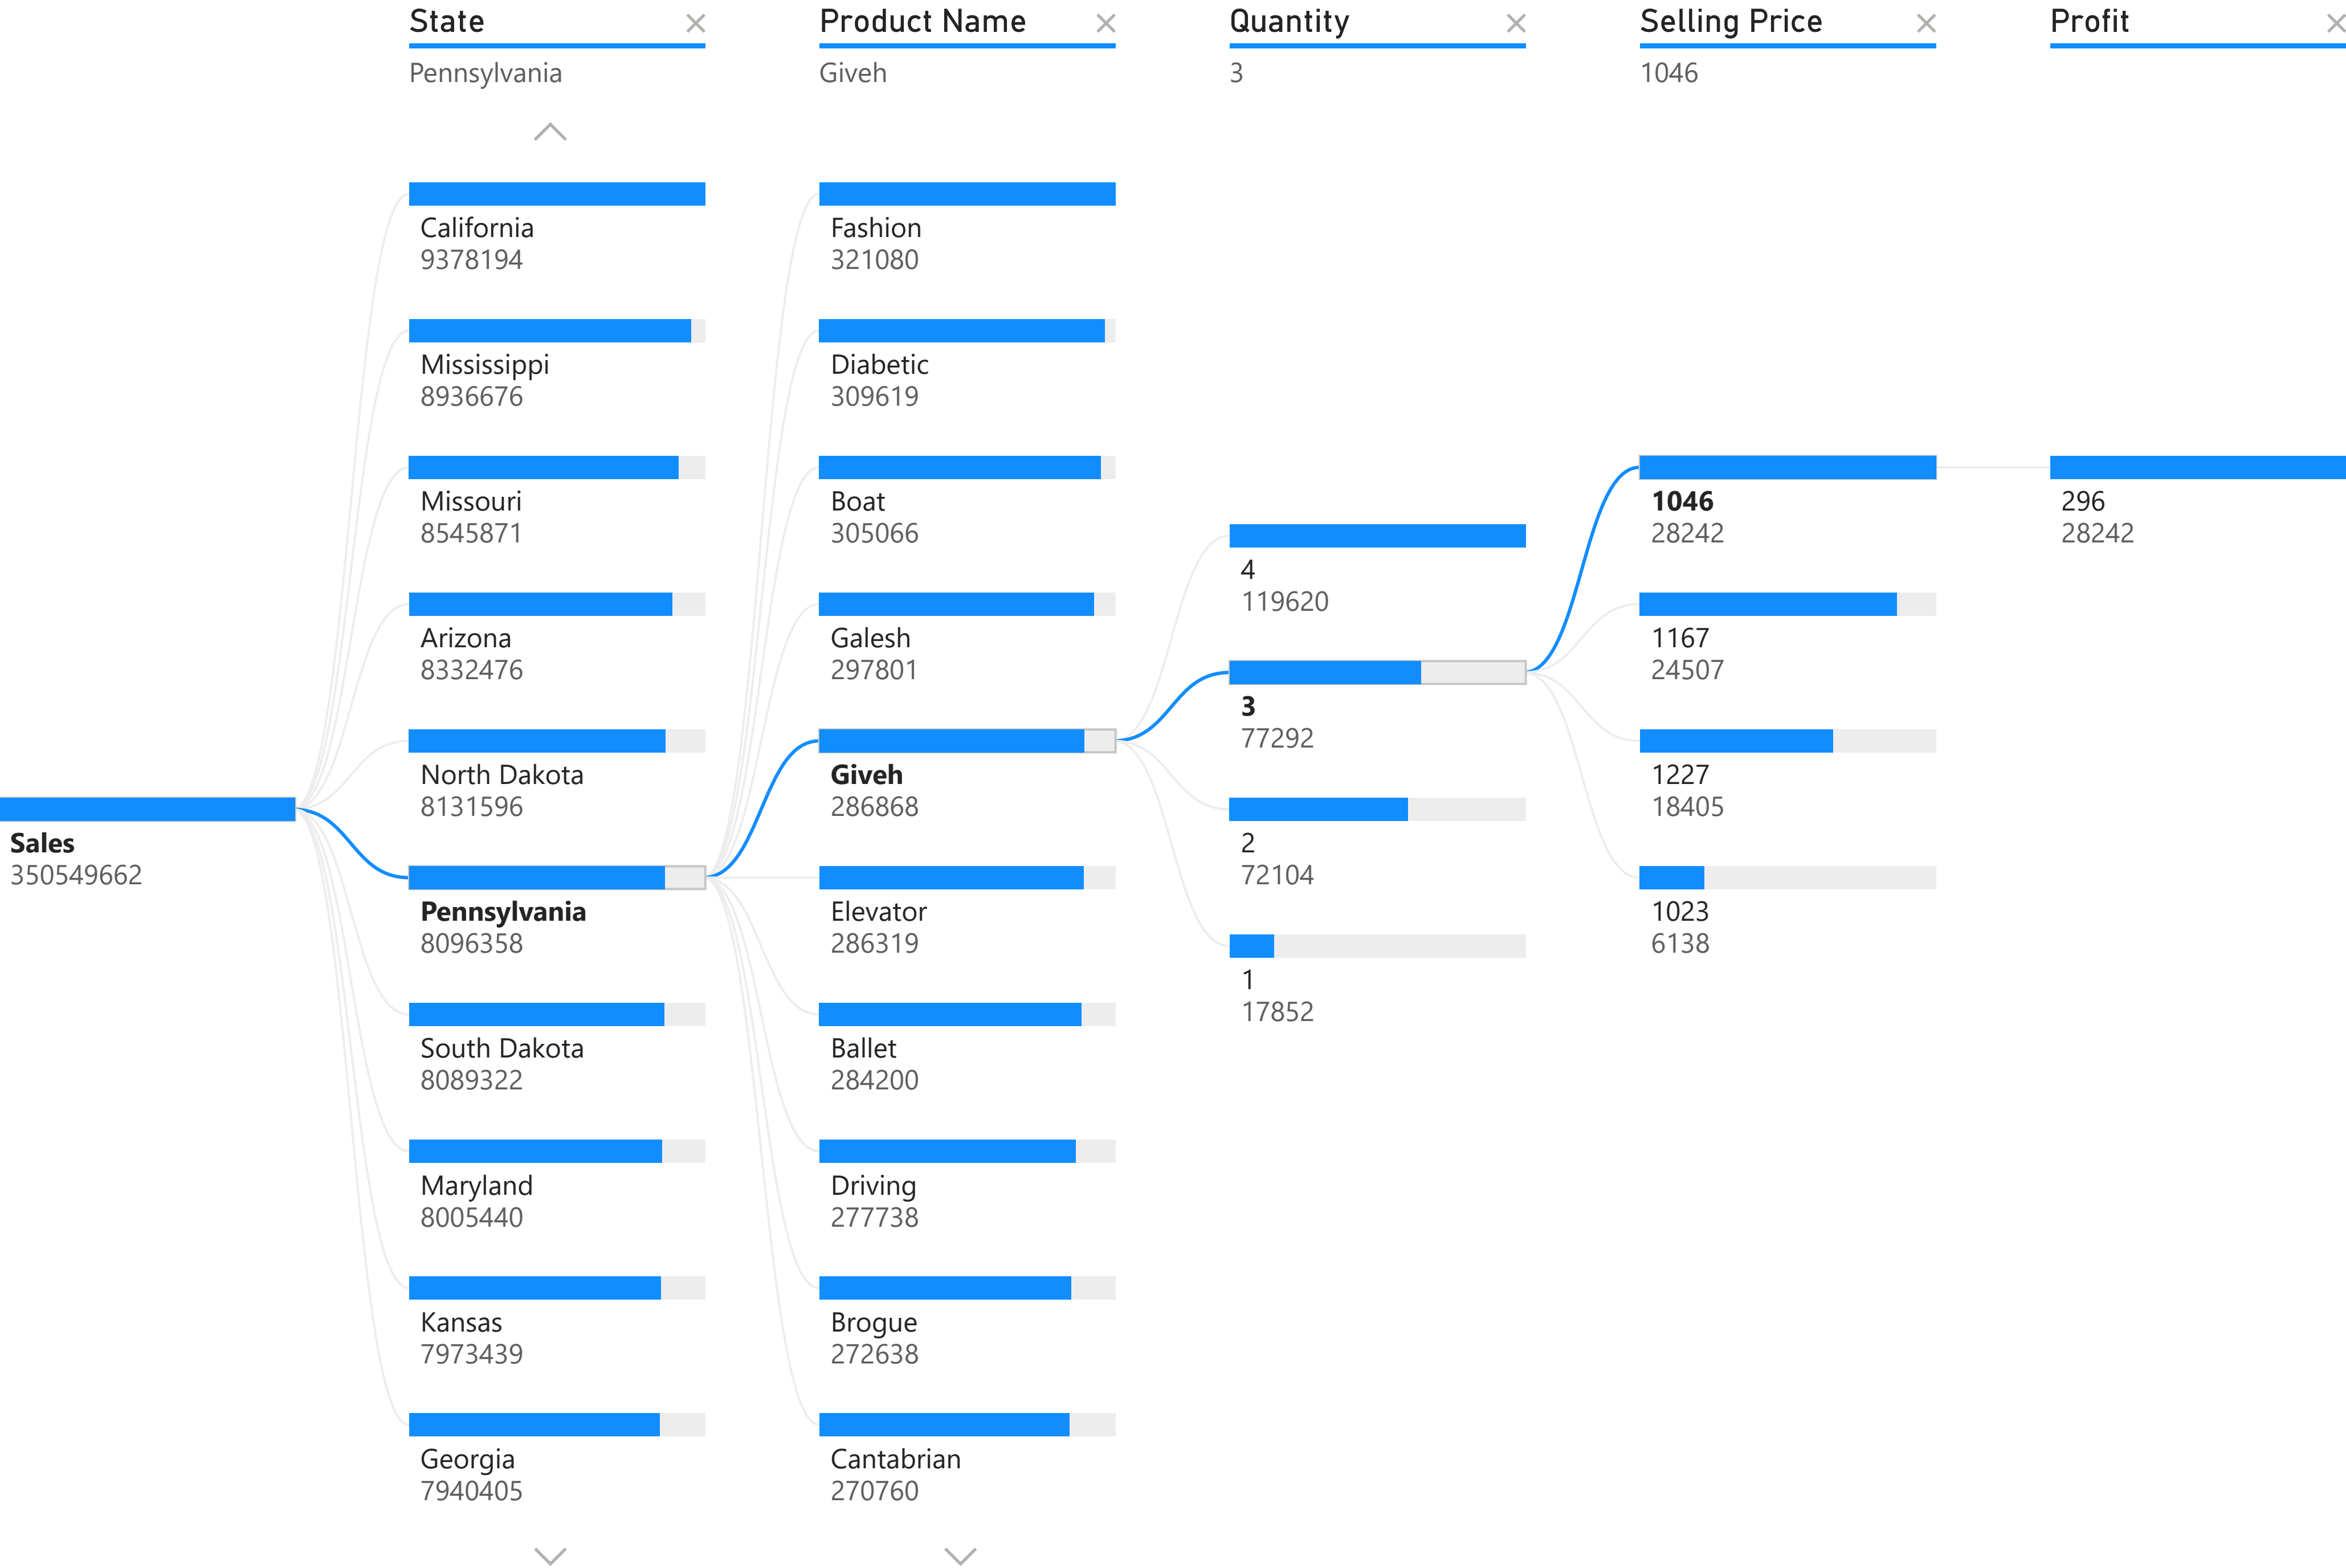 State
Product Name
Quantity
Selling Price
Profit
Pennsylvania
Giveh
3
1046
Sales
350549662
California
9378194
Mississippi
8936676
Missouri
8545871
Arizona
8332476
North Dakota
8131596
Pennsylvania
8096358
South Dakota
8089322
Maryland
8005440
Kansas
7973439
Georgia
7940405
Fashion
321080
Diabetic
309619
Boat
305066
Galesh
297801
Giveh
286868
Elevator
286319
Ballet
284200
Driving
277738
Brogue
272638
Cantabrian
270760
4
119620
3
77292
2
72104
1
17852
1046
28242
1167
24507
1227
18405
1023
6138
296
28242